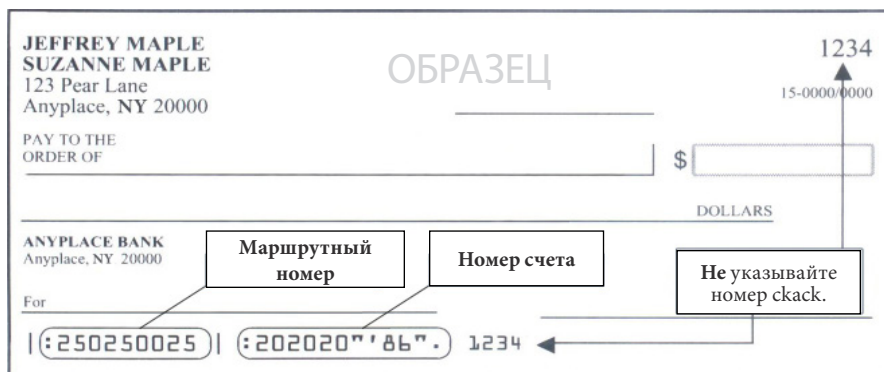 JEFFREY MAPLE
SUZANNE MAPLE
123 Pear Lane
Anyplace, NY 20000
ОБРАЗЕЦ
1234
15-0000/0000
PAY TO THE
ORDER OF
$
DOLLARS
ANYPLACE BANK
Anyplace, NY 20000
Маршрутный
номер
Номер счета
Не указывайте
номер ckack.
For
|:250250025|
:202020"'86".
1234